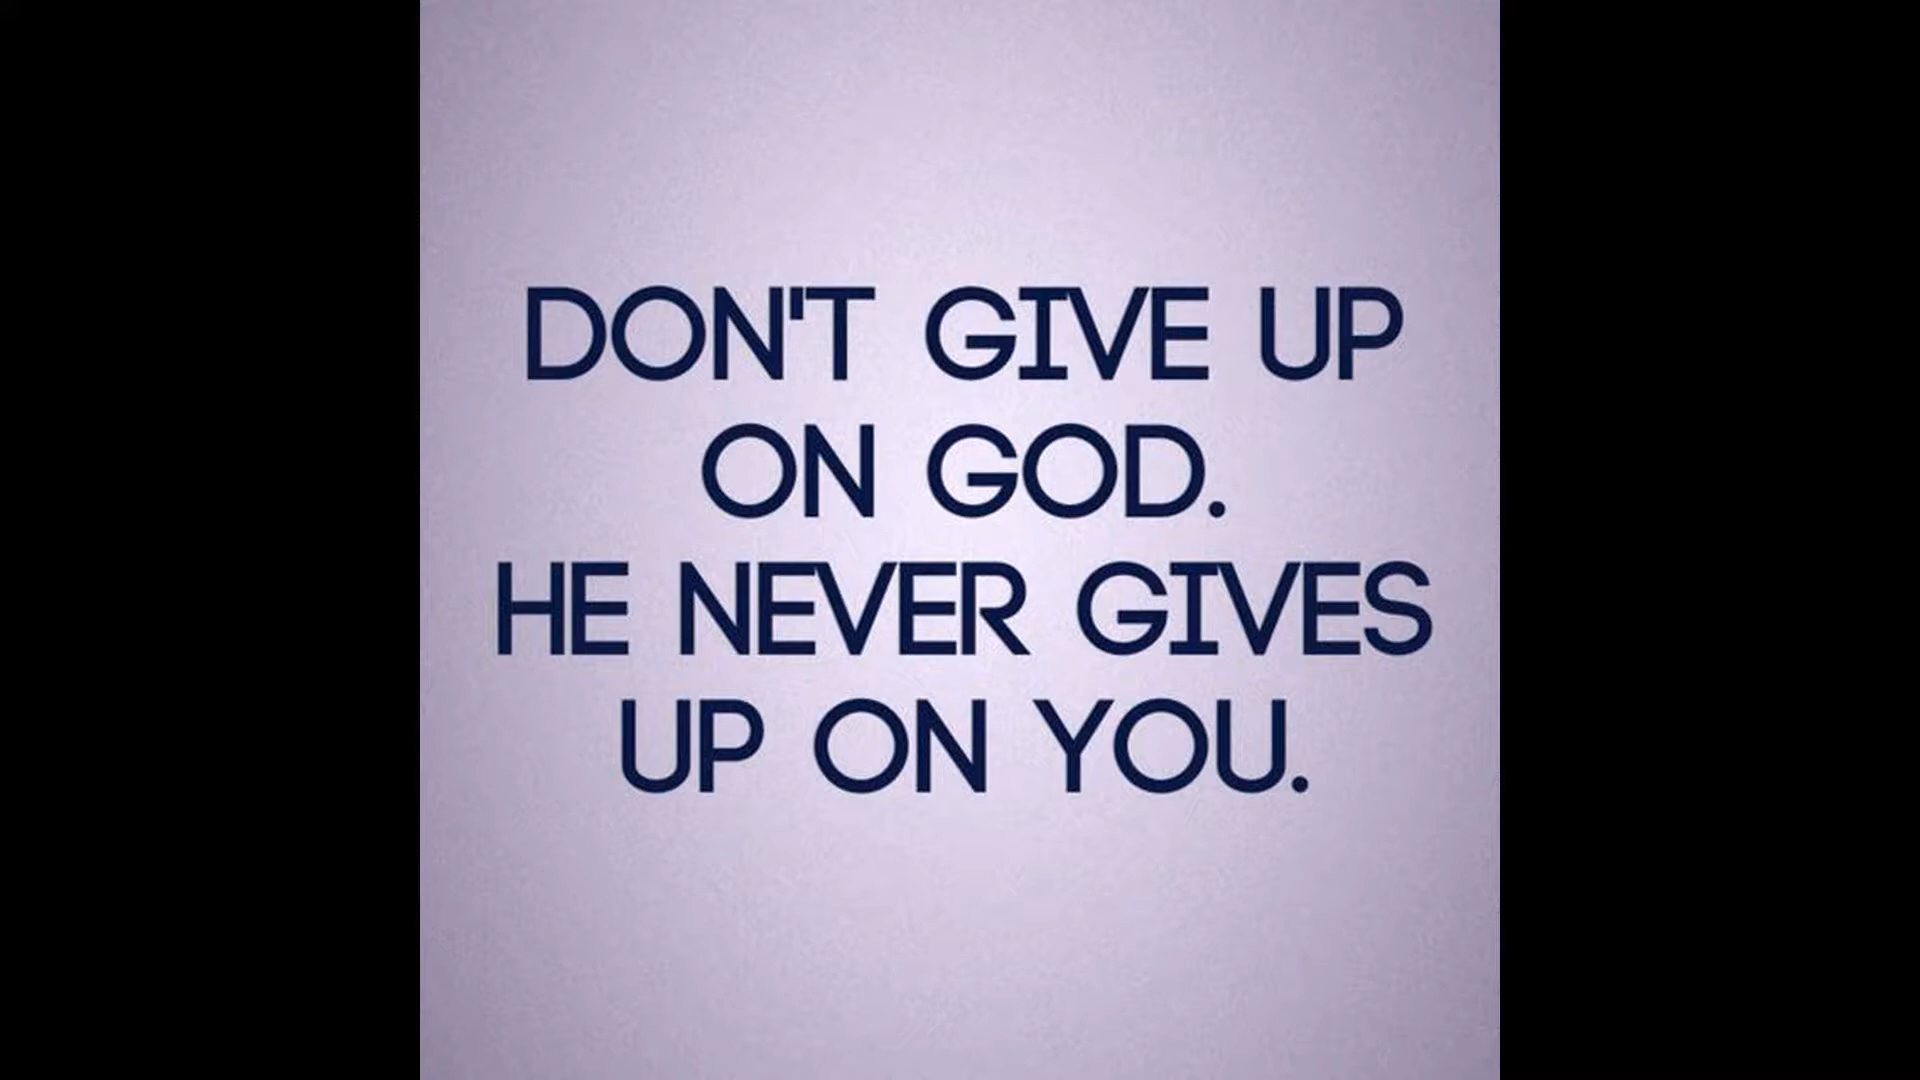 DON'T GIVE UP
ON GOD.
HE NEVER GIVES
UP ON YOU.